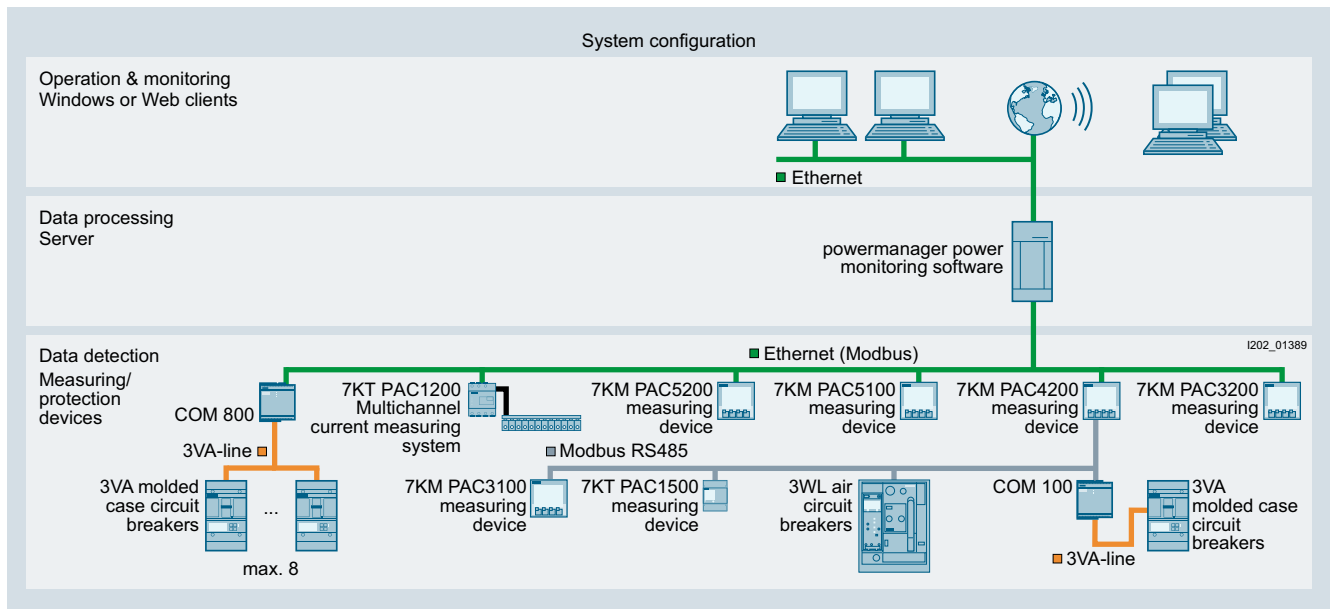 System configuration
Operation & monitoring
Windows or Web clients
Ethernet
Data processing
Server
powermanager power
monitoring software
Data detection
Measuring/
protection
devices
I202_01389
Ethernet (Modbus)
COM 800
7KT PAC1200
Multichannel
current measuring
system
7KM PAC5200
measuring
device
7KM PAC5100
measuring
device
7KM PAC4200
measuring
device
7KM PAC3200
measuring
device
3VA-line
Modbus RS485
3VA molded
case circuit
breakers
...
max. 8
7KM PAC3100
measuring
device
7KT PAC1500
measuring
device
3WL air
circuit
breakers
COM 100
3VA
molded case
circuit
breakers
3VA-line